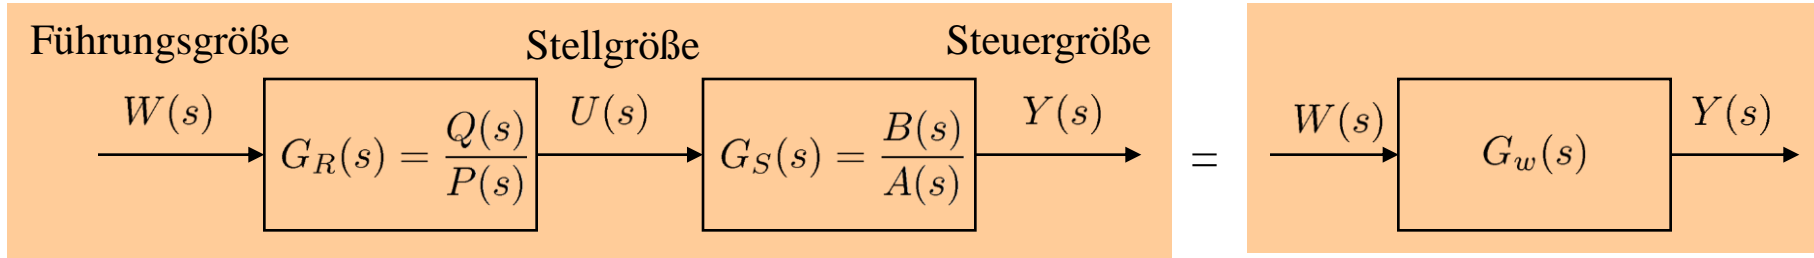 Führungsgröße
Stellgröße
Steuergröße
W(s)
G_R(s) = Q(s)/P(s)
U(s)
G_S(s) = B(s)/A(s)
Y(s)
=
W(s)
G_w(s)
Y(s)